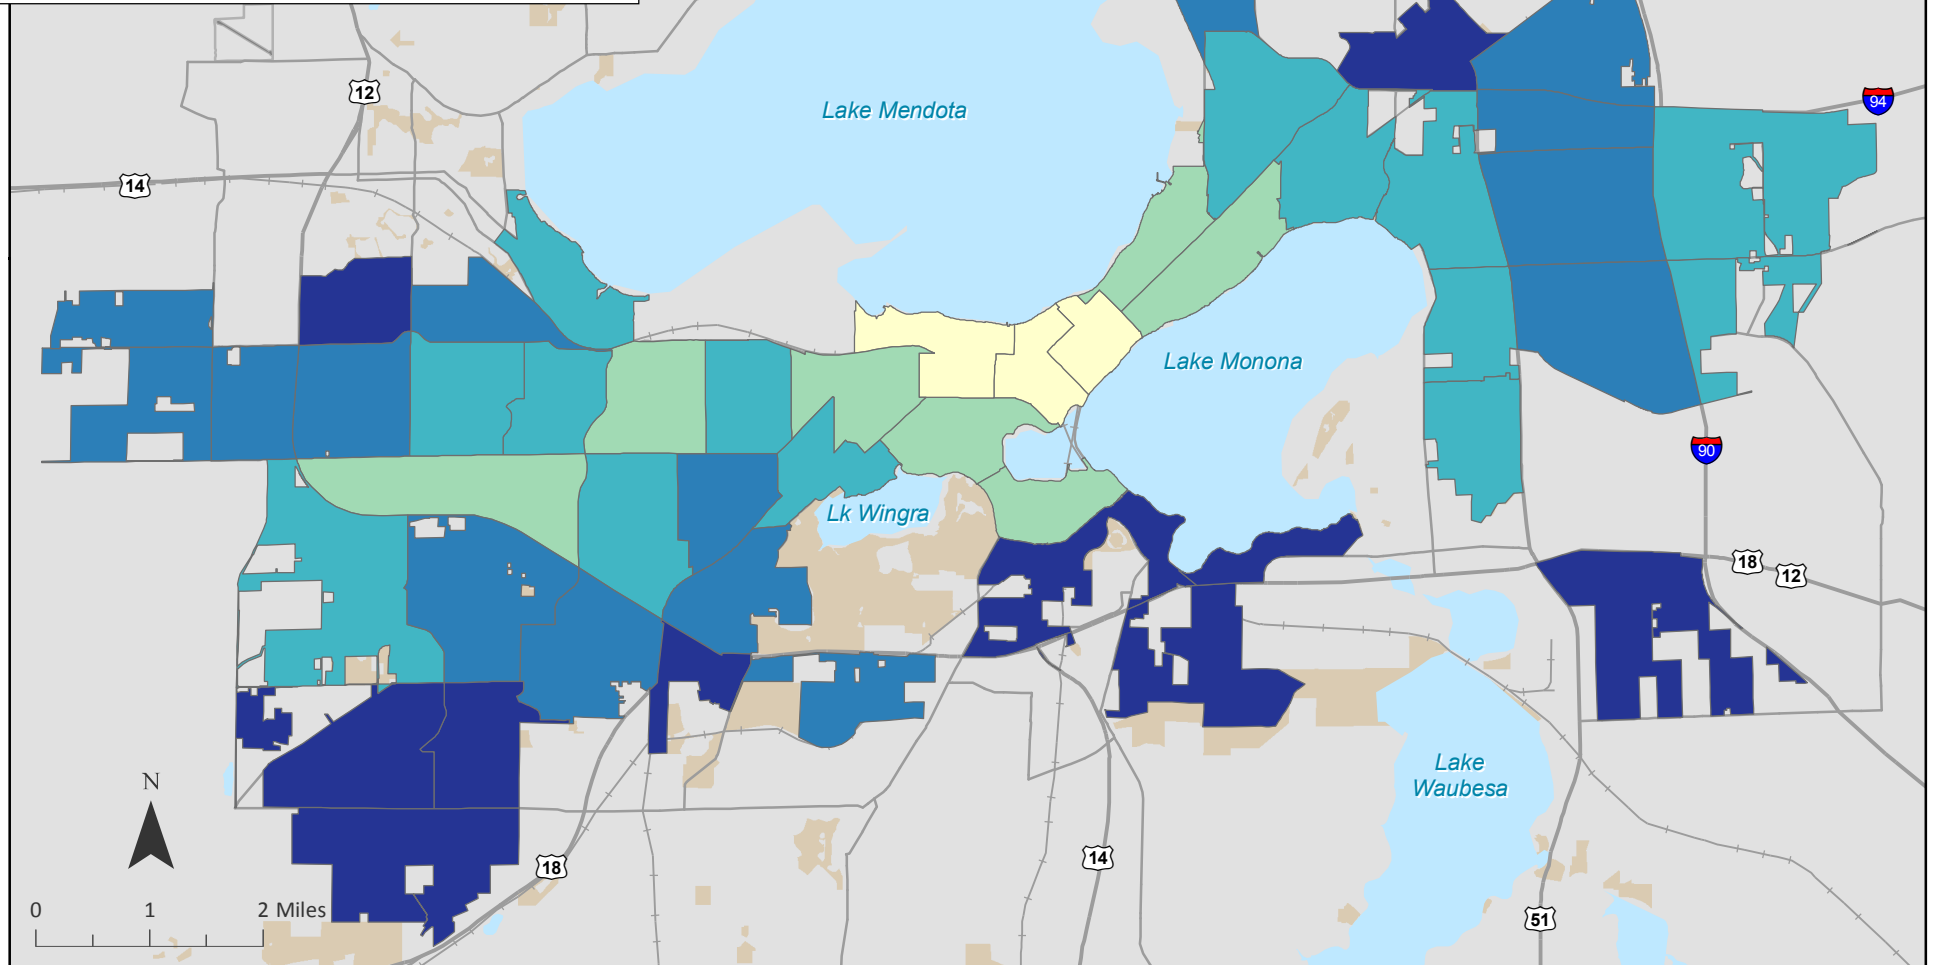 12
94
Lake Mendota
14
Lake Monona
90
Lk Wingra
18
12
Lake
Waubesa
N
14
18
0 1 2 Miles
51